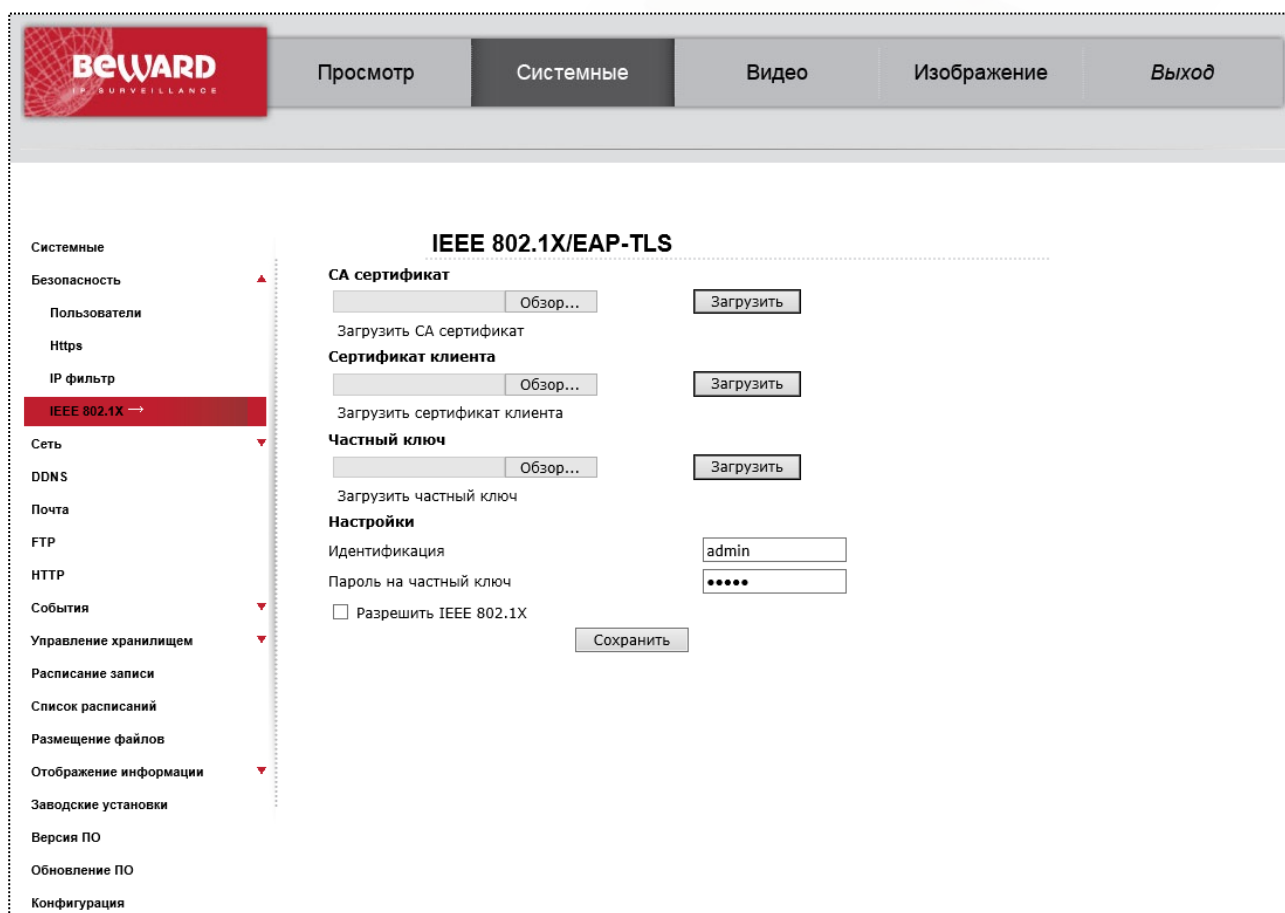 BEWARD
IP SURVEILLANCE
Просмотр
Системные
Видео
Изображение
Выход
Системные
Безопасность
Пользователи
Https
IP фильтр
IEEE 802.1X →
Сеть
DDNS
Почта
FTP
HTTP
События
Управление хранилищем
Расписание записи
Список расписаний
Размещение файлов
Отображение информации
Заводские установки
Версия ПО
Обновление ПО
Конфигурация
IEEE 802.1X/EAP-TLS
CA сертификат
Обзор... Загрузить
Загрузить CA сертификат
Сертификат клиента
Обзор... Загрузить
Загрузить сертификат клиента
Частный ключ
Обзор... Загрузить
Загрузить частный ключ
Настройки
Идентификация admin
Пароль на частный ключ •••••
Разрешить IEEE 802.1X
Сохранить